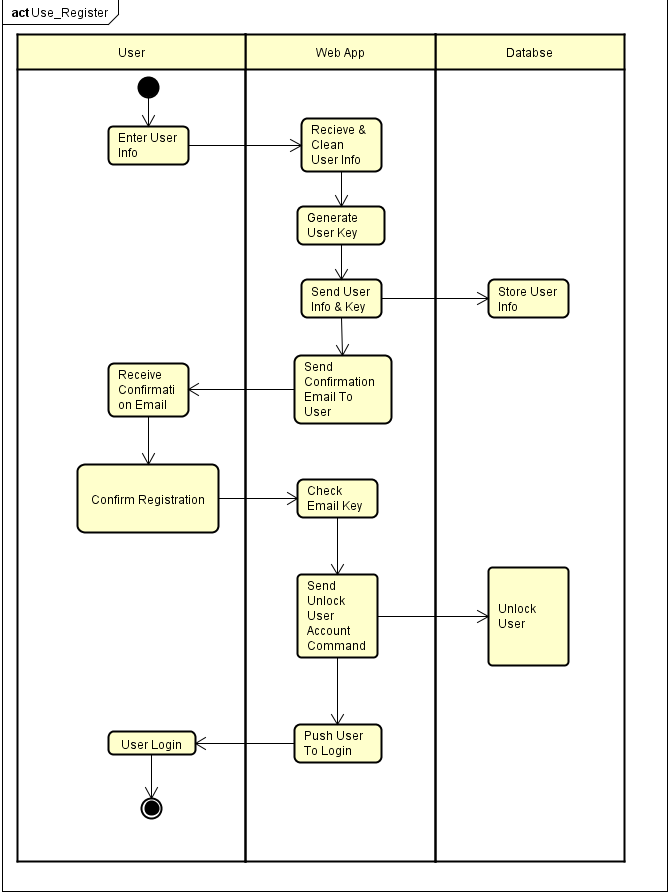 act Use_Register
User
Web App
Databse
Enter User
Info
Recieve &
Clean
User Info
Generate
User Key
Send User
Info & Key
Store User
Info
Send
Confirmation
Email To
User
Receive
Confirmati
on Email
Confirm Registration
Check
Email Key
Send
Unlock
User
Account
Command
Unlock
User
Push User
To Login
User Login